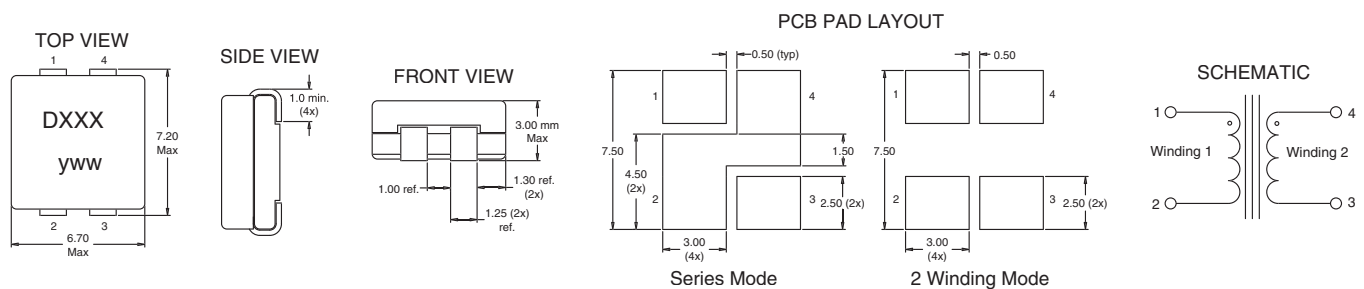 TOP VIEW
1
4
DXXX
yww
7.20
Max
2
3
6.70
Max
SIDE VIEW
1.0 min.
(4x)
FRONT VIEW
3.00 mm
Max
1.00 ref.
1.30 ref.
(2x)
1.25 (2x)
ref.
PCB PAD LAYOUT
0.50 (typ)
1
4
7.50
4.50
(2x)
1.50
2
3
2.50 (2x)
3.00
(4x)
Series Mode
0.50
1
4
7.50
2
3
2.50 (2x)
3.00
(4x)
2 Winding Mode
SCHEMATIC
1
4
Winding 1
Winding 2
2
3